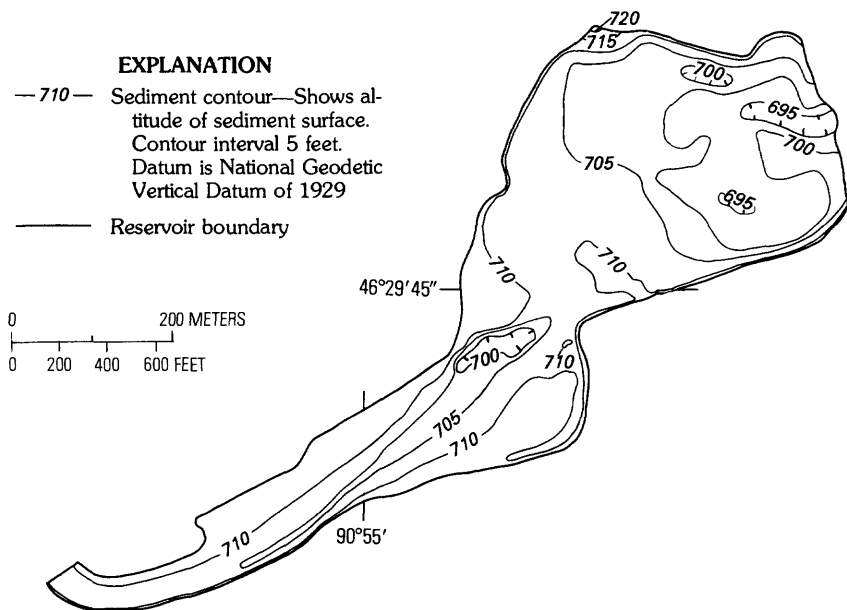 EXPLANATION
—710— Sediment contour—Shows al-
titude of sediment surface.
Contour interval 5 feet.
Datum is National Geodetic
Vertical Datum of 1929
Reservoir boundary
0 200 METERS
0 200 400 600 FEET
720
715
700
695
700
705
695
710
710
46°29'45"
700
710
705
710
710
90°55'